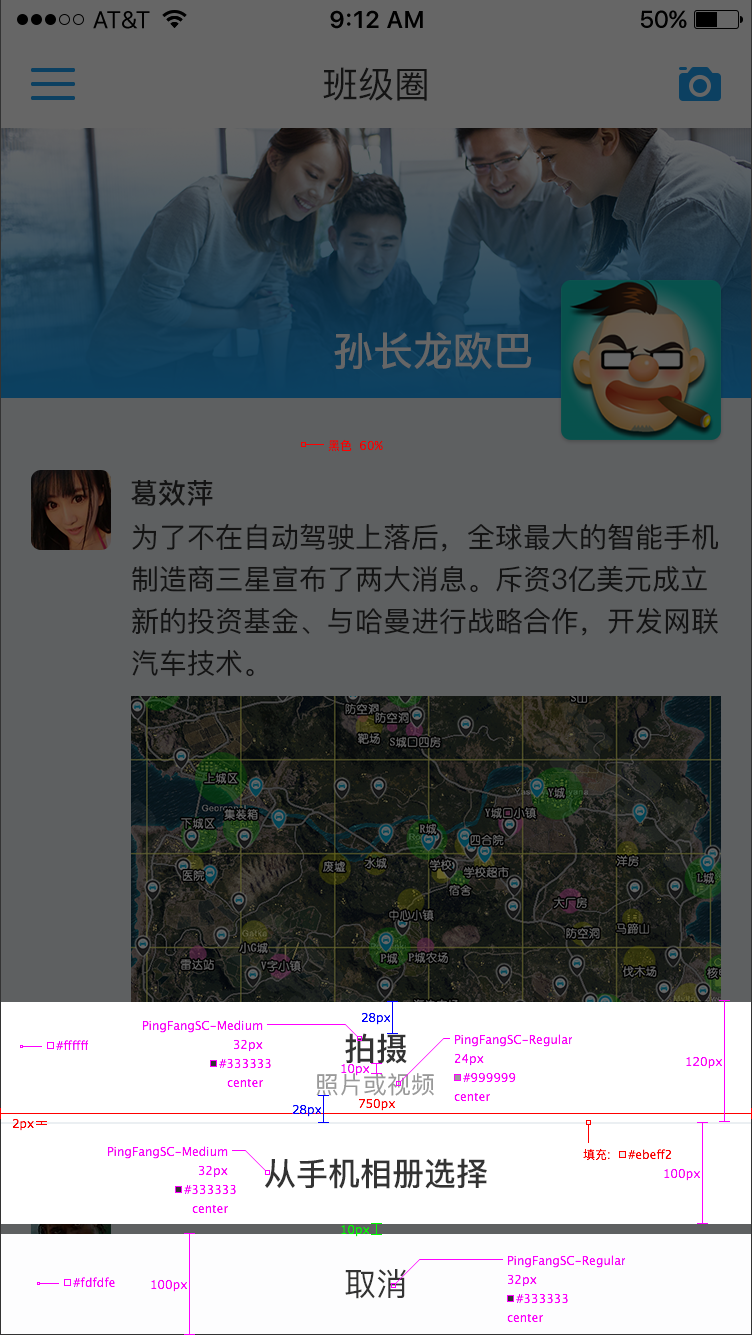 AT&T 9:12 AM 50%
班级圈
孙长龙欧巴
黑色 60%
葛效萍
为了不在自动驾驶上落后，全球最大的智能手机
制造商三星宣布了两大消息。斥资3亿美元成立
新的投资基金、与哈曼进行战略合作，开发网联
汽车技术。
防空洞
防空洞
靶场
S城口四房
S山
上城区
Y城
集装箱
下城区
Y城口小镇
R城
四合院
医院
废墟
水城
学校
学校超市
宿舍
洋房
L城
大厂房
中心小镇
马蹄山
防空洞
小G城
雷达站
Y字小镇
P城
P城农场
伐木场
核
PingFangSC-Medium
32px
#333333
center
#ffffff
28px
拍摄
10px
照片或视频
PingFangSC-Regular
24px
#999999
center
120px
28px
750px
2px
填充: #ebeff2
PingFangSC-Medium
32px
#333333
center
从手机相册选择
100px
10px
#fdfdfe
100px
取消
PingFangSC-Regular
32px
#333333
center